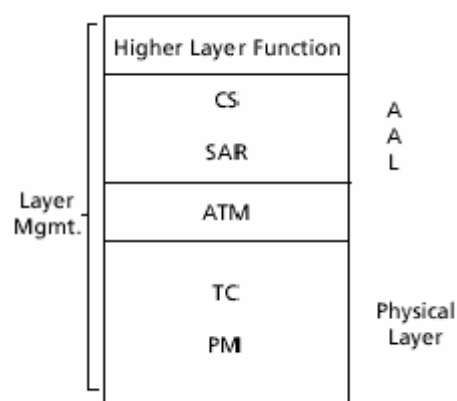 Higher Layer Function
CS
SAR
A
A
L
Layer
Mgmt.
ATM
TC
PMI
Physical
Layer